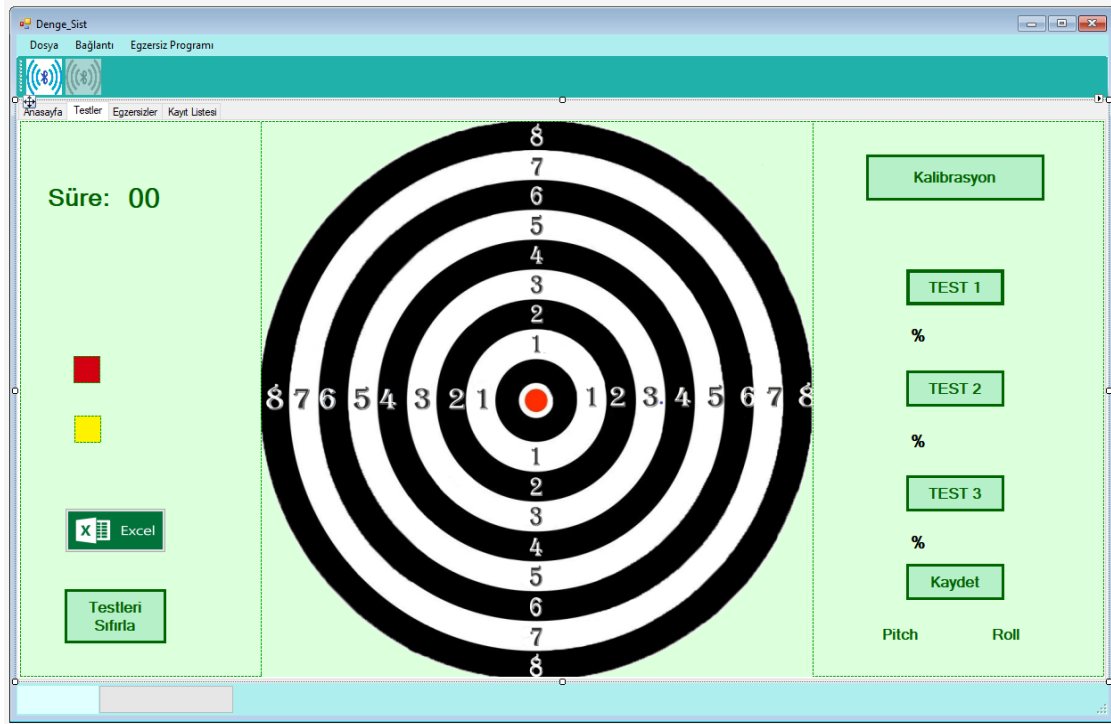 Denge_Sist
Dosya Bağlantı Egzersiz Programı
Anasayfa Testler Egzersizler Kayıt Listesi
Süre: 00
Excel
Testleri
Sıfırla
8
7
6
5
4
3
2
1
8 7 6 5 4 3 2 1 1 2 3 4 5 6 7 8
1
2
3
4
5
6
7
8
Kalibrasyon
TEST 1
%
TEST 2
%
TEST 3
%
Kaydet
Pitch Roll